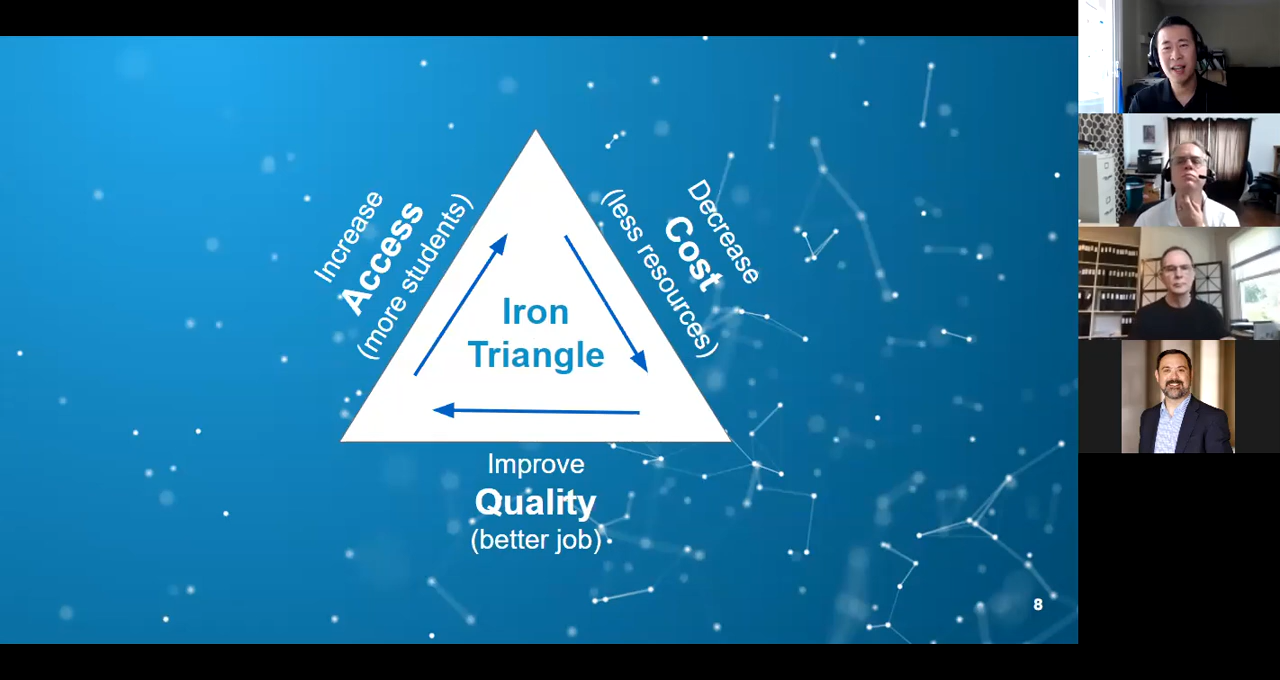 Increase
Access
(more students)
Decrease
Cost
(less resources)
Iron
Triangle
Improve
Quality
(better job)
8